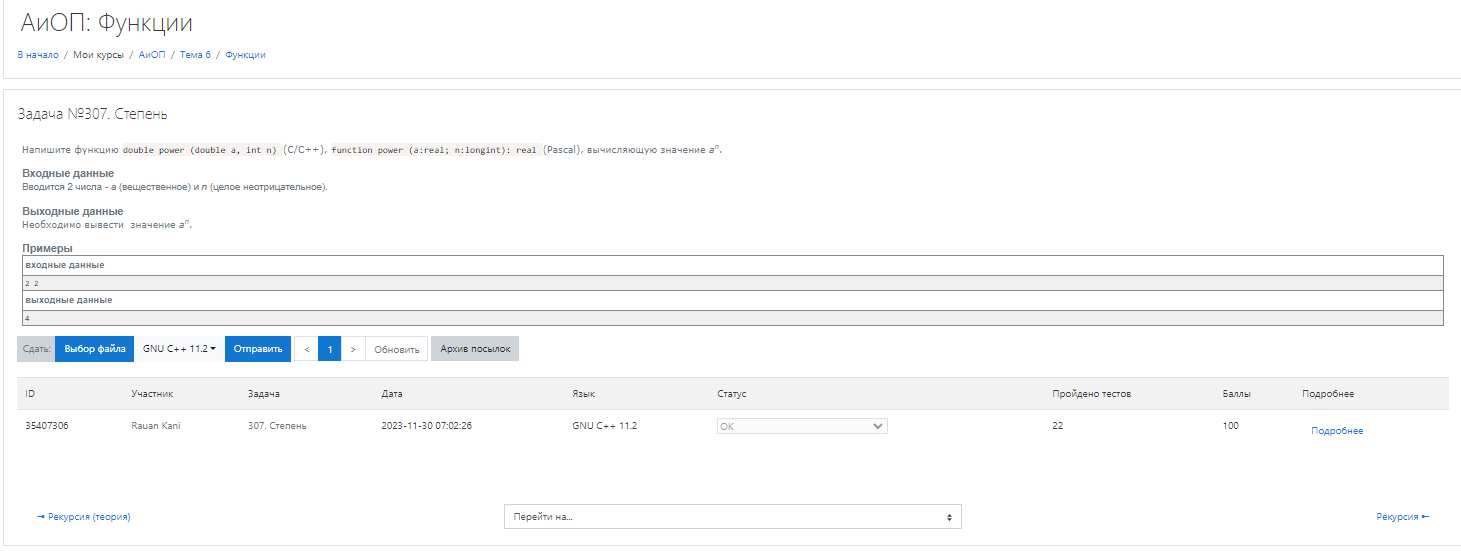 АиОП: Функции
В начало / Мои курсы / АиОП / Тема 6 / Функции
Задача №307. Степень
Напишите функцию double power (double a, int n) (C/C++), function power (a:real; n:longint): real (Pascal), вычисляющую значение aⁿ.
Входные данные
Вводится 2 числа - a (вещественное) и n (целое неотрицательное).
Выходные данные
Необходимо вывести значение aⁿ.
Примеры
входные данные
2 2
выходные данные
4
Сдать: Выбор файла GNU C++ 11.2 Отправить < 1 > Обновить Архив посылок
ID Участник Задача Дата Язык Статус Пройдено тестов Баллы Подробнее
35407306 Rauan Kani 307. Степень 2023-11-30 07:02:26 GNU C++ 11.2 OK 22 100 Подробнее
Рекурсия (теория) Перейти на... Рекурсия